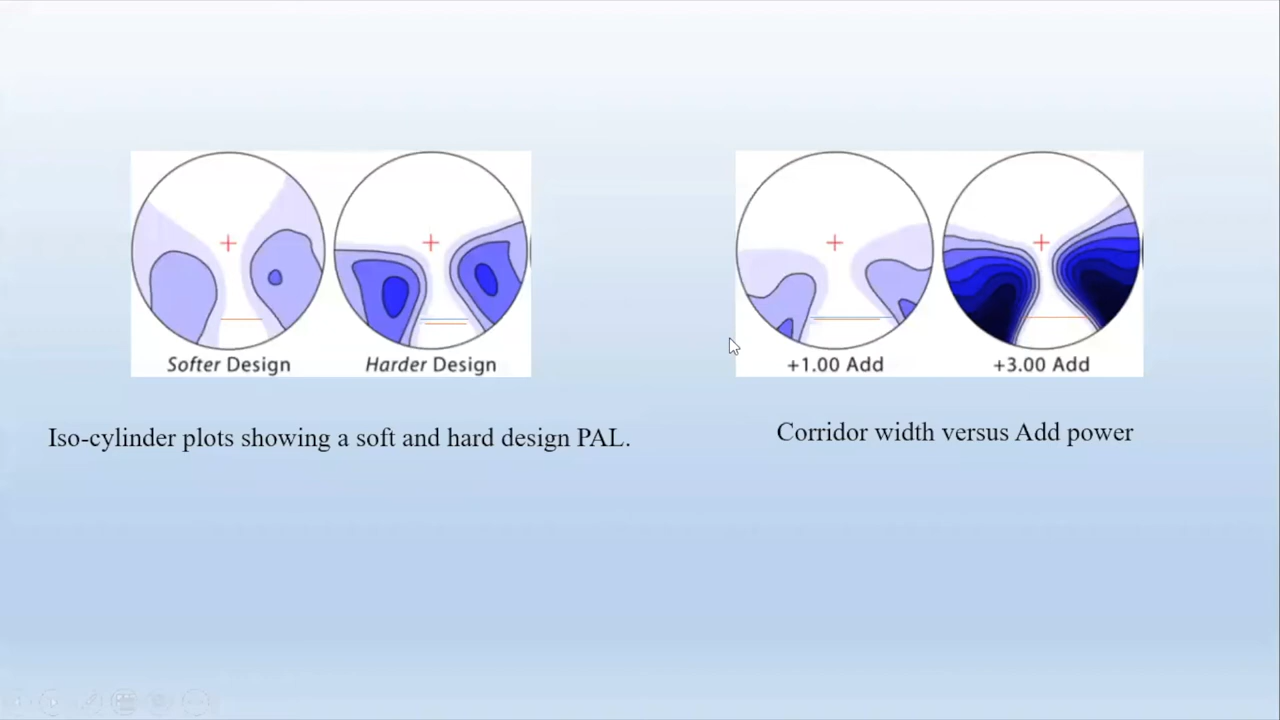 Softer Design
Harder Design
+1.00 Add
+3.00 Add
Iso-cylinder plots showing a soft and hard design PAL.
Corridor width versus Add power